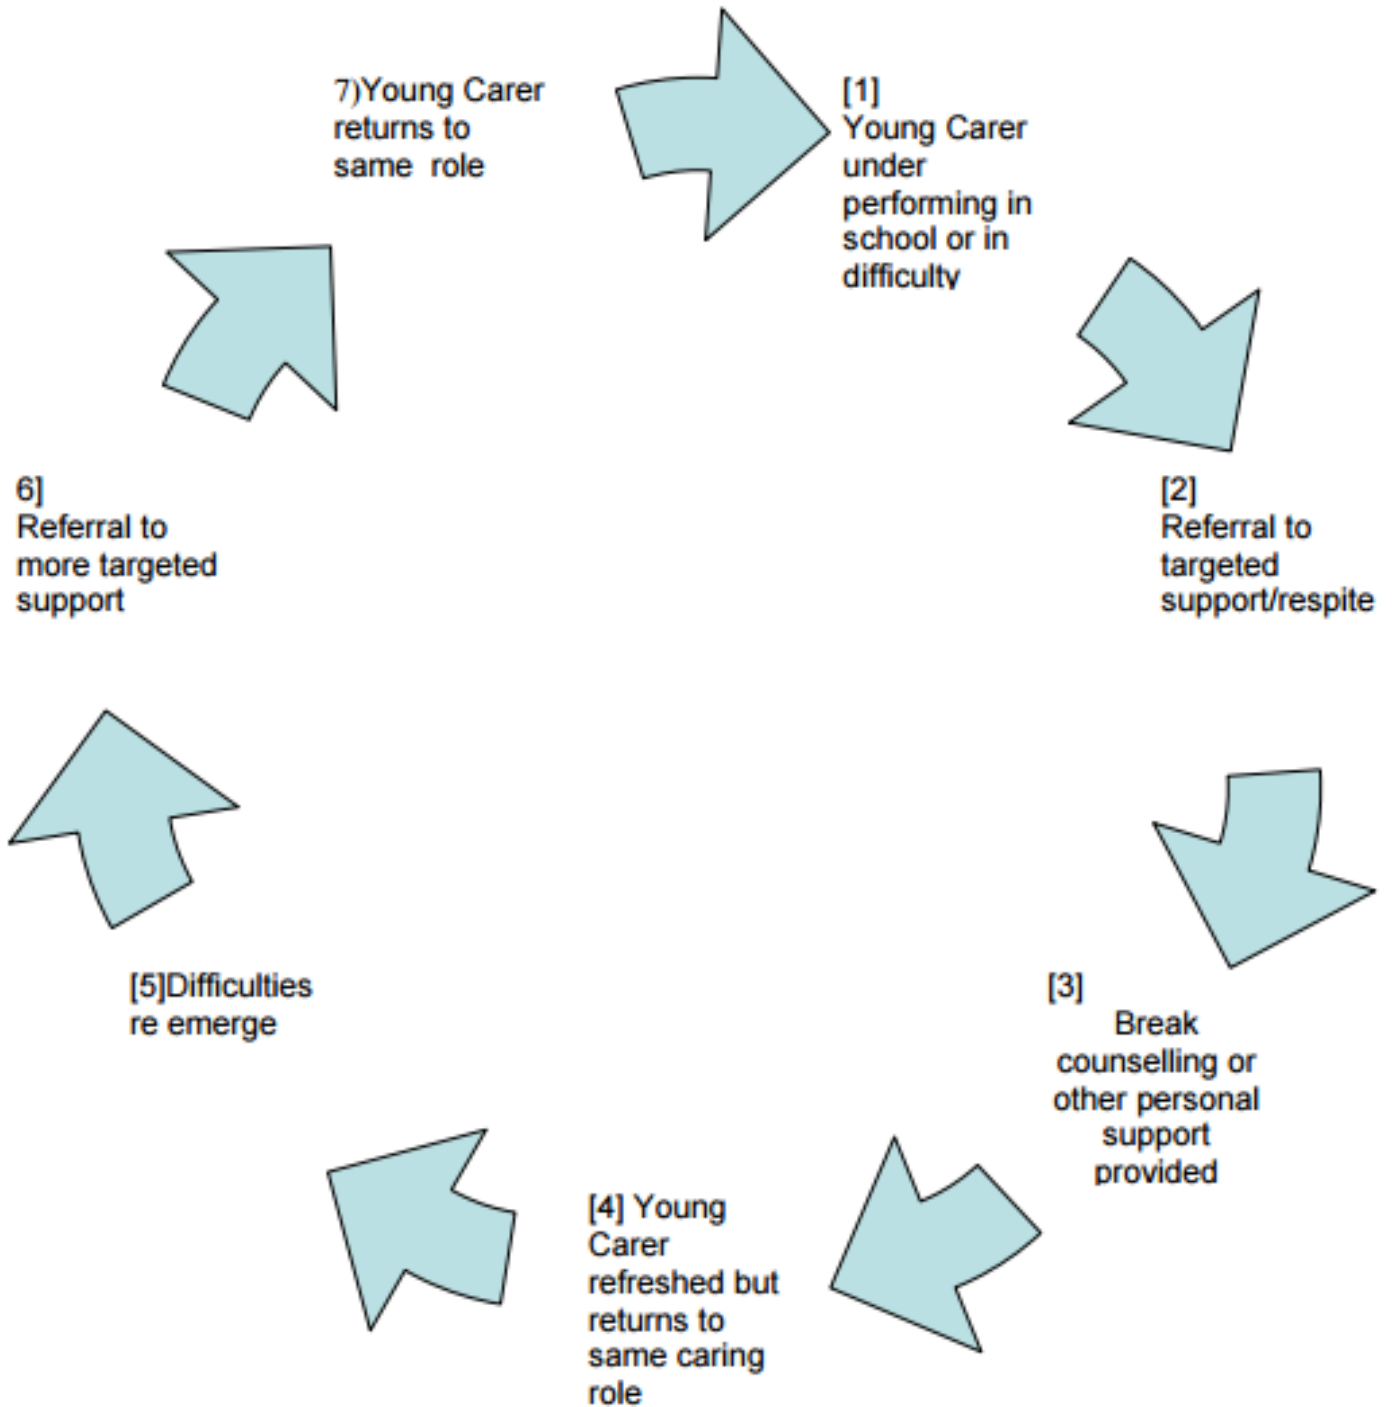 [1]
Young Carer
under
performing in
school or in
difficulty
[2]
Referral to
targeted
support/respite
[3]
Break
counselling or
other personal
support
provided
[4] Young
Carer
refreshed but
returns to
same caring
role
[5]Difficulties
re emerge
6]
Referral to
more targeted
support
7)Young Carer
returns to
same role